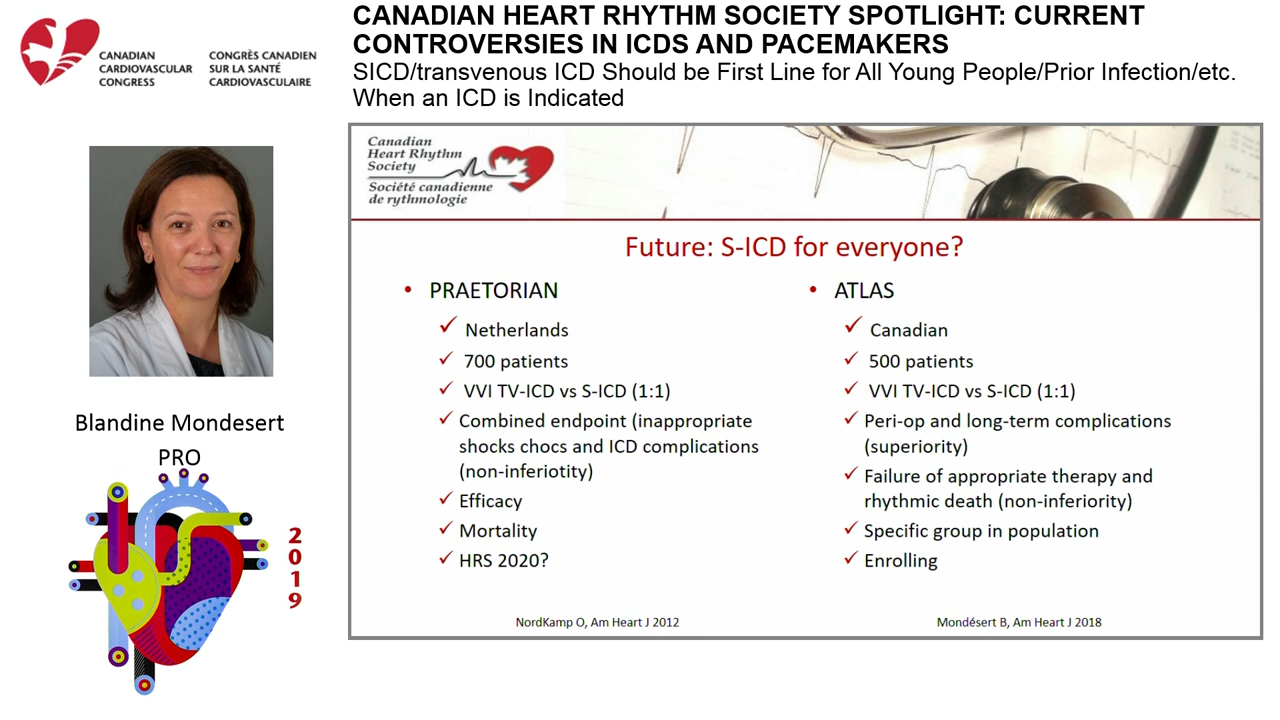 CANADIAN
CARDIOVASCULAR
CONGRESS
CONGRÈS CANADIEN
SUR LA SANTÉ
CARDIOVASCULAIRE
CANADIAN HEART RHYTHM SOCIETY SPOTLIGHT: CURRENT
CONTROVERSIES IN ICDS AND PACEMAKERS
SICD/transvenous ICD Should be First Line for All Young People/Prior Infection/etc.
When an ICD is Indicated
Blandine Mondesert
PRO
2019
Canadian
Heart Rhythm
Society
Société canadienne
de rythmologie
Future: S-ICD for everyone?
• PRAETORIAN
✓ Netherlands
✓ 700 patients
✓ VVI TV-ICD vs S-ICD (1:1)
✓ Combined endpoint (inappropriate
shocks chocs and ICD complications
(non-inferiotity)
✓ Efficacy
✓ Mortality
✓ HRS 2020?
NordKamp O, Am Heart J 2012
• ATLAS
✓ Canadian
✓ 500 patients
✓ VVI TV-ICD vs S-ICD (1:1)
✓ Peri-op and long-term complications
(superiority)
✓ Failure of appropriate therapy and
rhythmic death (non-inferiority)
✓ Specific group in population
✓ Enrolling
Mondésert B, Am Heart J 2018